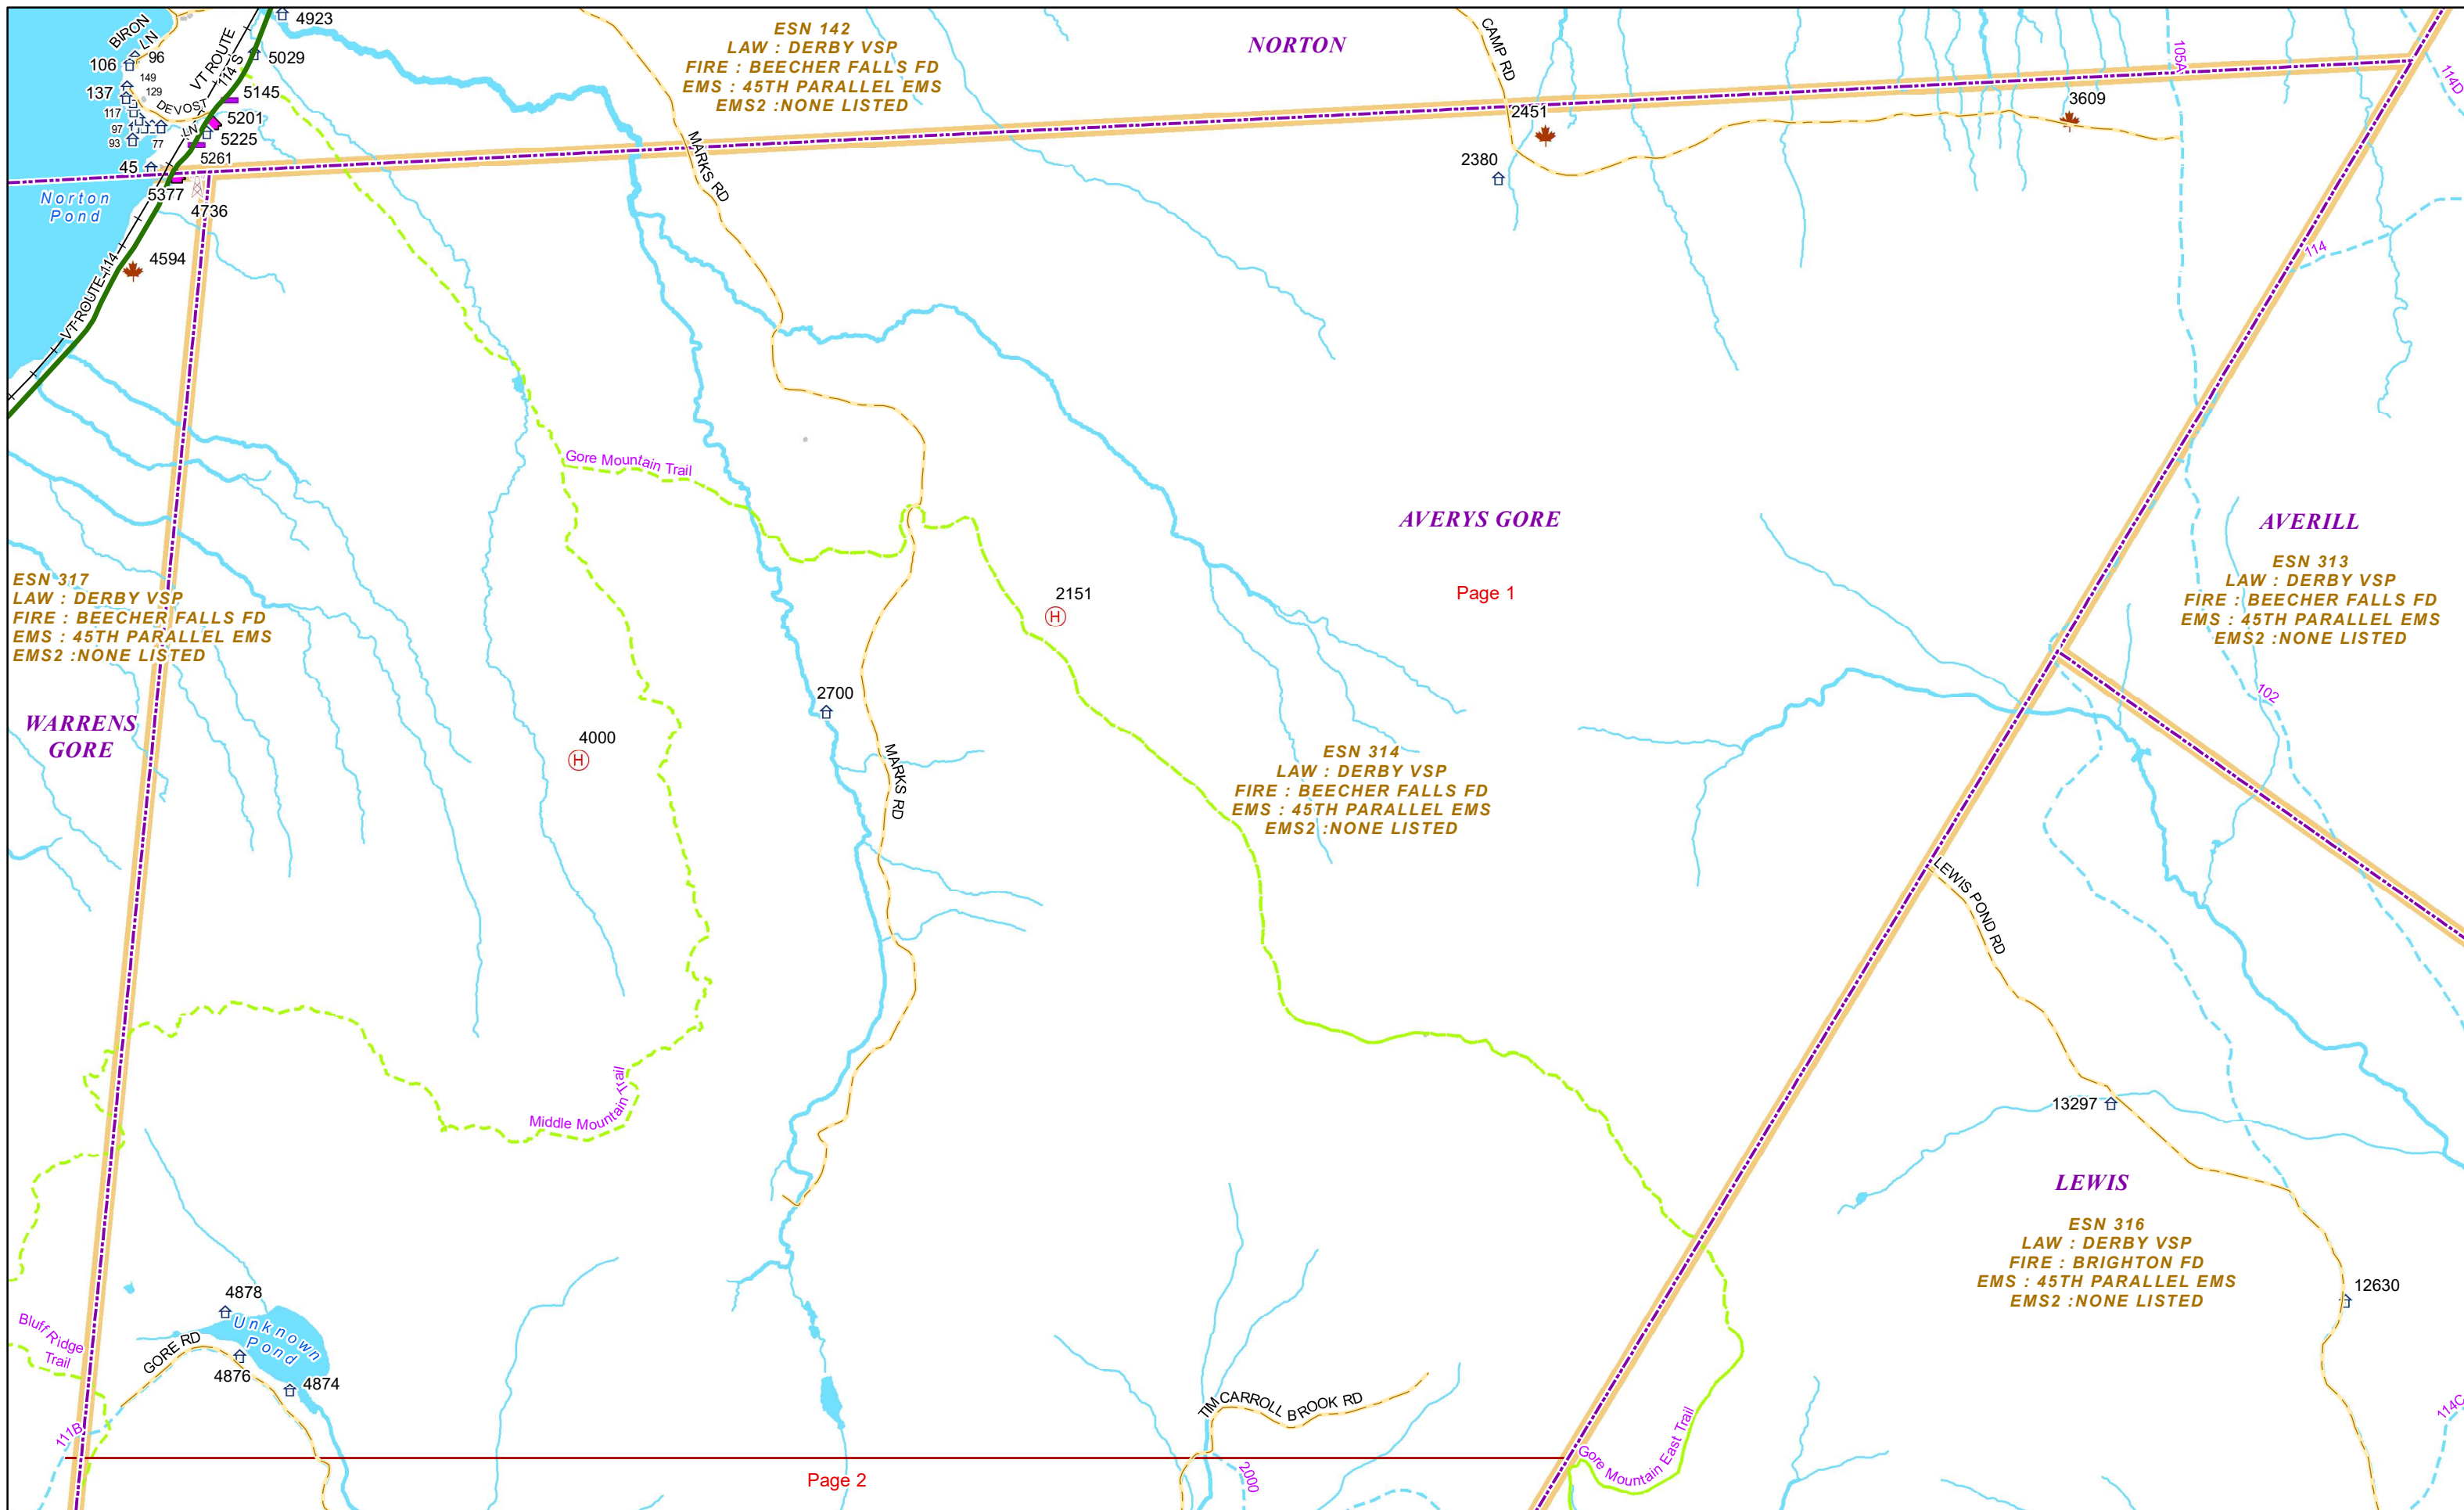 4923
BIRON
LN
VT ROUTE
114 S
96
106
149
129
137
5029
5145
DEVOST
LN
117
5201
97
93
77
5225
5261
45
5377
4736
Norton
Pond
4594
VT ROUTE 114
ESN 142
LAW : DERBY VSP
FIRE : BEECHER FALLS FD
EMS : 45TH PARALLEL EMS
EMS2 :NONE LISTED
MARKS RD
NORTON
CAMP RD
2451
2380
105A
3609
114D
114
Gore Mountain Trail
AVERYS GORE
Page 1
AVERILL
ESN 313
LAW : DERBY VSP
FIRE : BEECHER FALLS FD
EMS : 45TH PARALLEL EMS
EMS2 :NONE LISTED
102
ESN 317
LAW : DERBY VSP
FIRE : BEECHER FALLS FD
EMS : 45TH PARALLEL EMS
EMS2 :NONE LISTED
WARRENS
GORE
2151
H
2700
4000
H
MARKS RD
ESN 314
LAW : DERBY VSP
FIRE : BEECHER FALLS FD
EMS : 45TH PARALLEL EMS
EMS2 :NONE LISTED
LEWIS POND RD
Middle Mountain Trail
13297
LEWIS
ESN 316
LAW : DERBY VSP
FIRE : BRIGHTON FD
EMS : 45TH PARALLEL EMS
EMS2 :NONE LISTED
12630
4878
Unknown
Pond
Bluff Ridge
Trail
GORE RD
4876
4874
111B
TIM CARROLL BROOK RD
Gore Mountain East Trail
114C
2000
Page 2